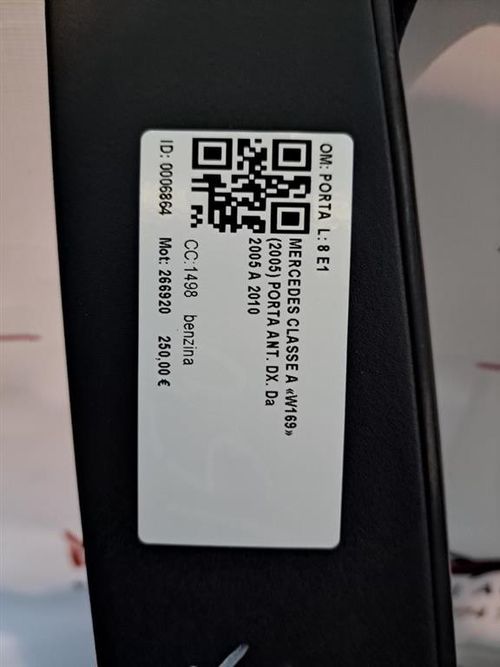 OM: PORTA L: 8 E1
MERCEDES CLASSE A «W169»
(2005) PORTA ANT. DX. Da
2005 A 2010
CC:1498 benzina
ID: 0006864 Mot: 266920 250,00 €